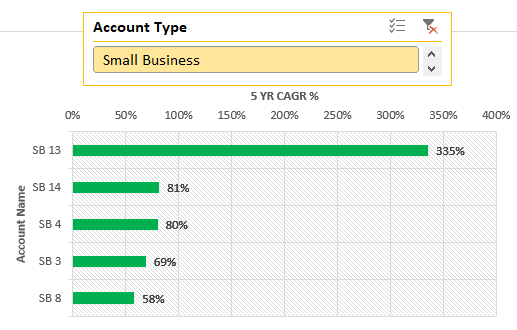 Account Type
Small Business
5 YR CAGR %
0% 50% 100% 150% 200% 250% 300% 350% 400%
Account Name
SB 13 335%
SB 14 81%
SB 4 80%
SB 3 69%
SB 8 58%